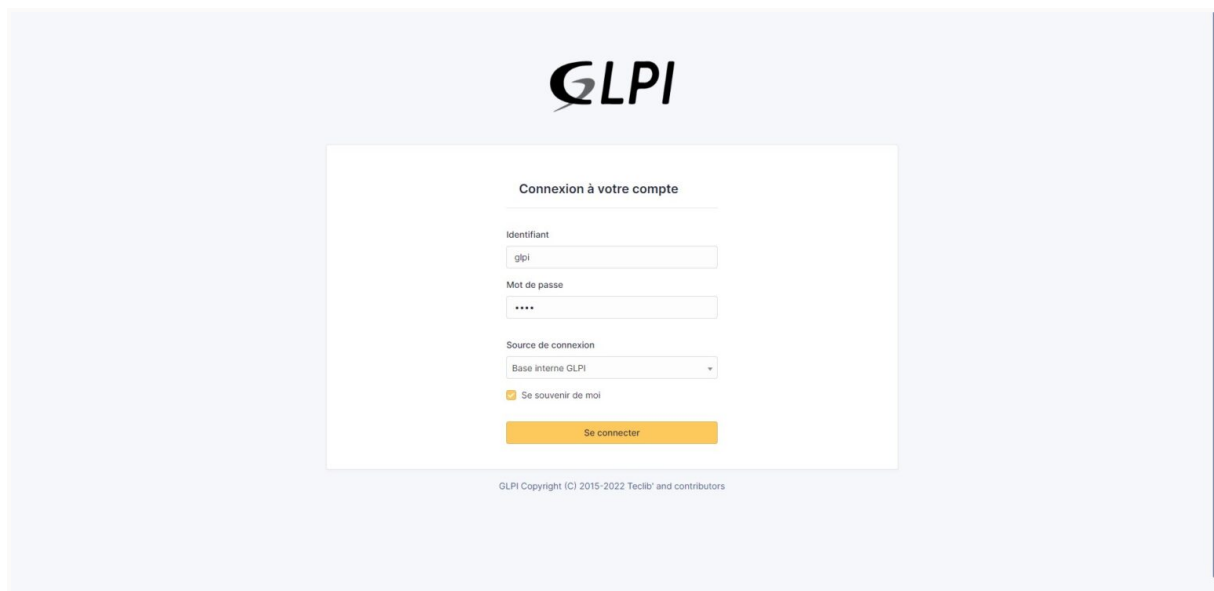 GLPI
Connexion à votre compte
Identifiant
glpi
Mot de passe
••••
Source de connexion
Base interne GLPI
Se souvenir de moi
Se connecter
GLPI Copyright (C) 2015-2022 Teclib' and contributors